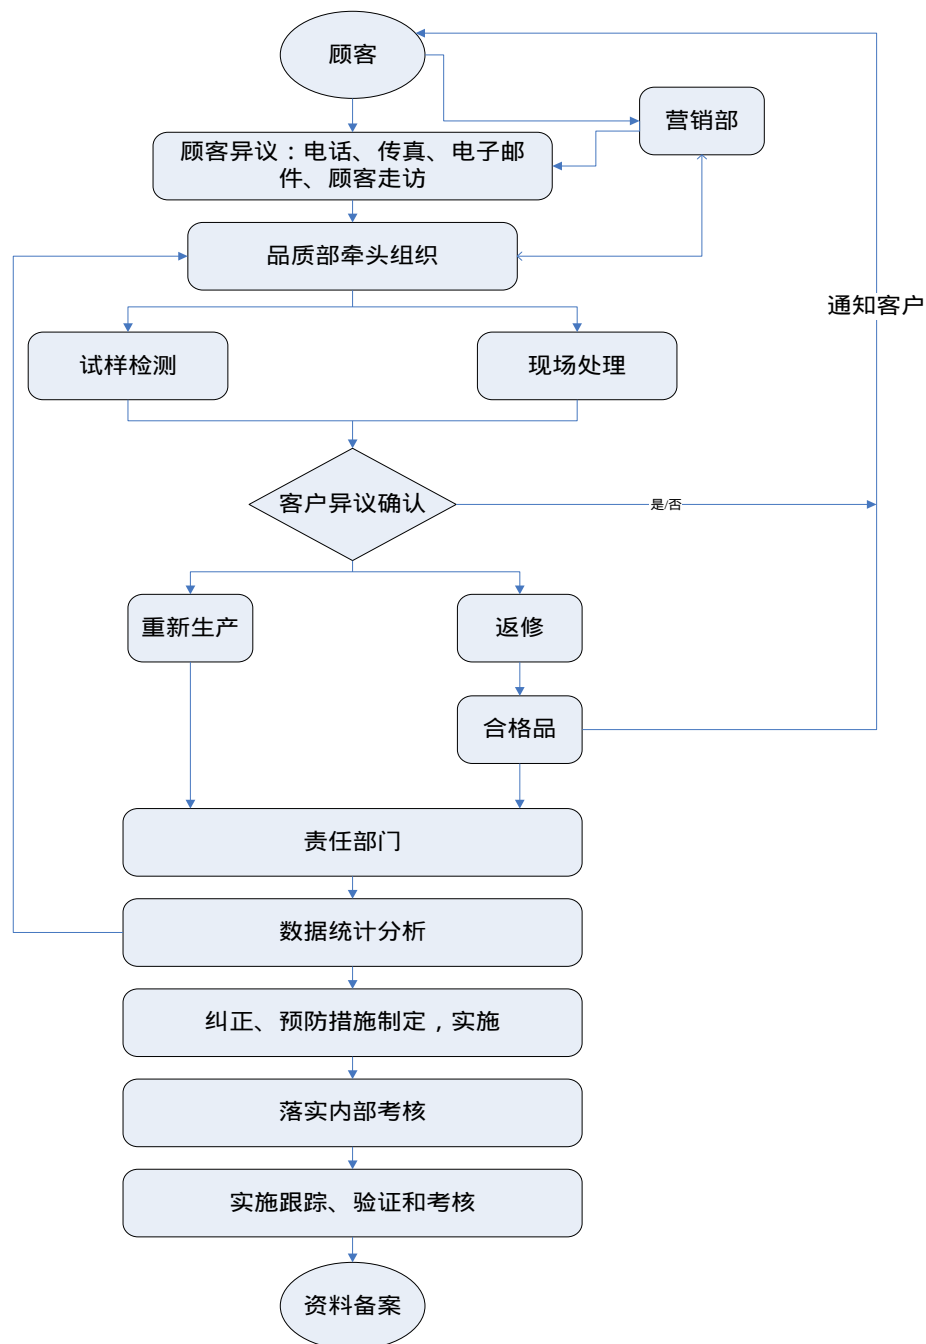 顾客
营销部
顾客异议：电话、传真、电子邮
件、顾客走访
品质部牵头组织
通知客户
试样检测
现场处理
客户异议确认
是/否
重新生产
返修
合格品
责任部门
数据统计分析
纠正、预防措施制定，实施
落实内部考核
实施跟踪、验证和考核
资料备案